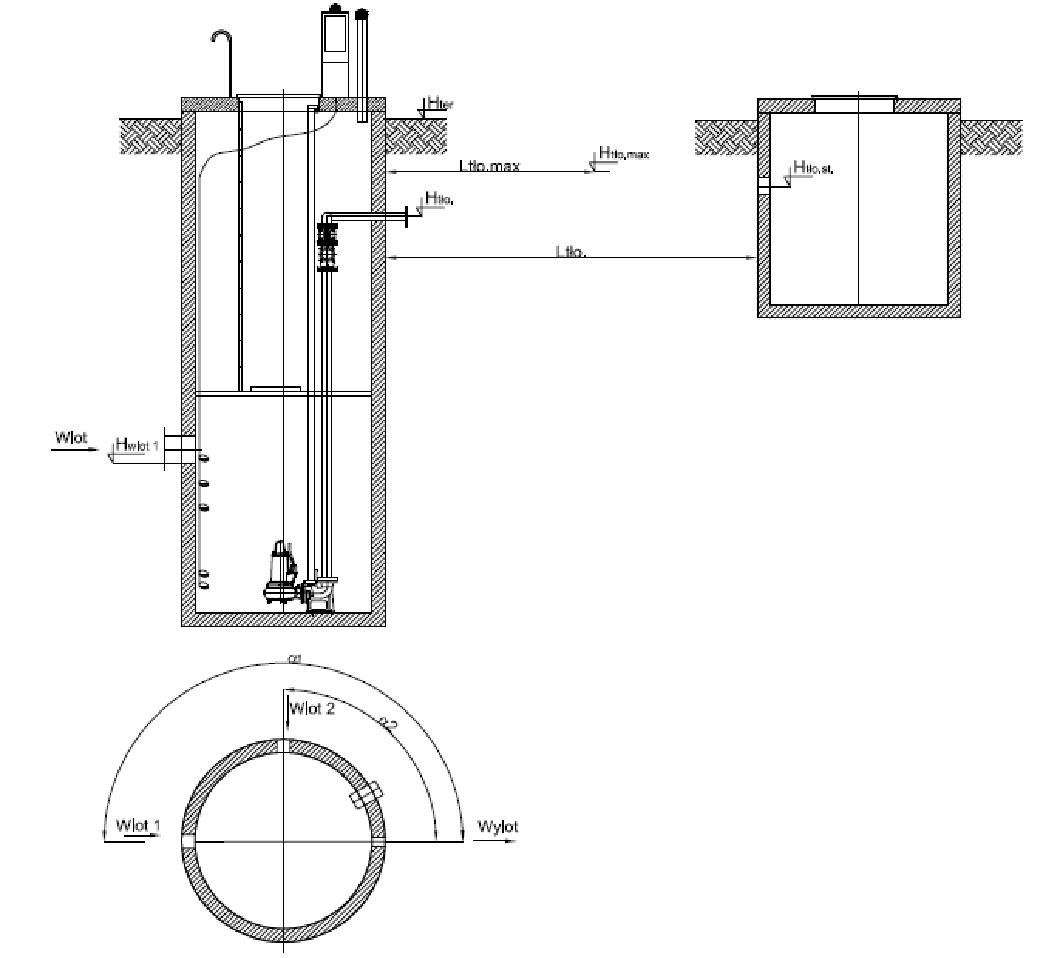 Hter
Ltło.max
Htło,max
Htło.
Htło.st.
Ltło.
Wlot
Hwlot 1
α1
Wlot 2
α2
Wlot 1
Wylot